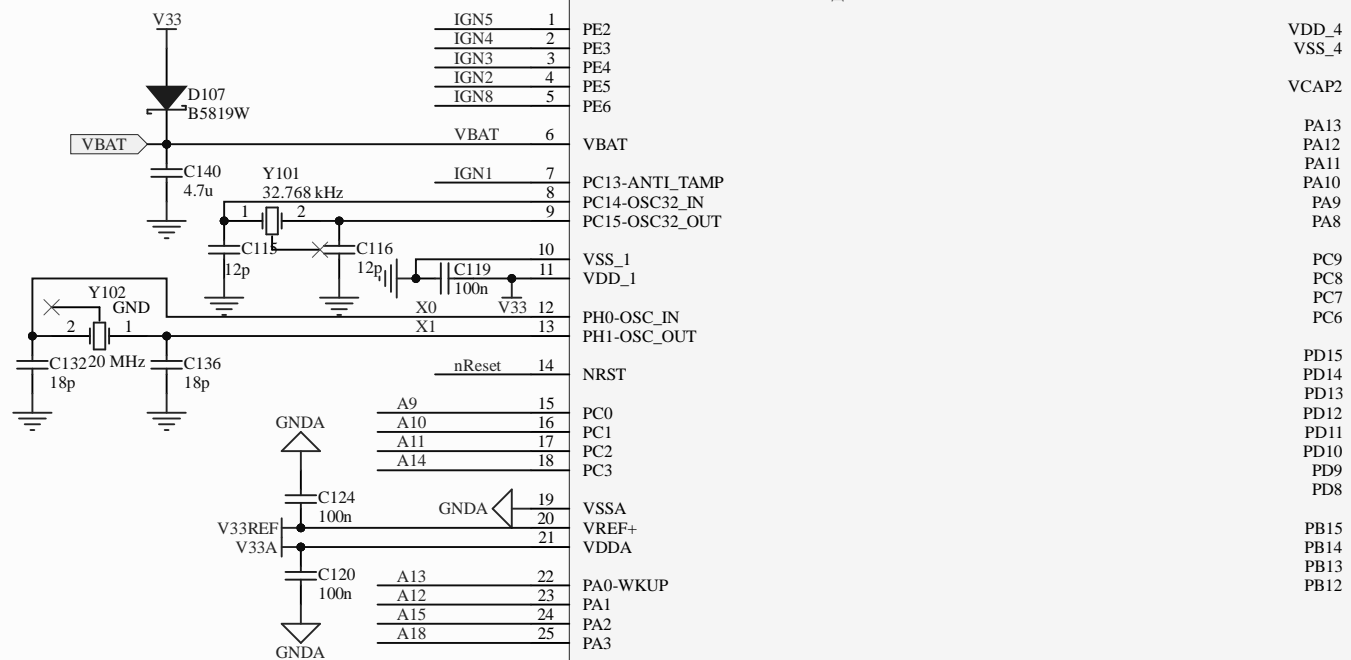 V33
D107
B5819W
VBAT
C140
4.7u
IGN5 1 PE2
IGN4 2 PE3
IGN3 3 PE4
IGN2 4 PE5
IGN8 5 PE6
VBAT 6 VBAT
IGN1 7 PC13-ANTI_TAMP
8 PC14-OSC32_IN
9 PC15-OSC32_OUT
Y101
32.768 kHz
1 2
C115
12p
C116
12p
10 VSS_1
11 VDD_1
C119
100n
V33
X0 12 PH0-OSC_IN
X1 13 PH1-OSC_OUT
Y102
GND
2 1
20 MHz
C132
18p
C136
18p
nReset 14 NRST
A9 15 PC0
A10 16 PC1
A11 17 PC2
A14 18 PC3
GNDA
C124
100n
GNDA 19 VSSA
V33REF 20 VREF+
V33A 21 VDDA
C120
100n
GNDA
A13 22 PA0-WKUP
A12 23 PA1
A15 24 PA2
A18 25 PA3
VDD_4
VSS_4
VCAP2
PA13
PA12
PA11
PA10
PA9
PA8
PC9
PC8
PC7
PC6
PD15
PD14
PD13
PD12
PD11
PD10
PD9
PD8
PB15
PB14
PB13
PB12